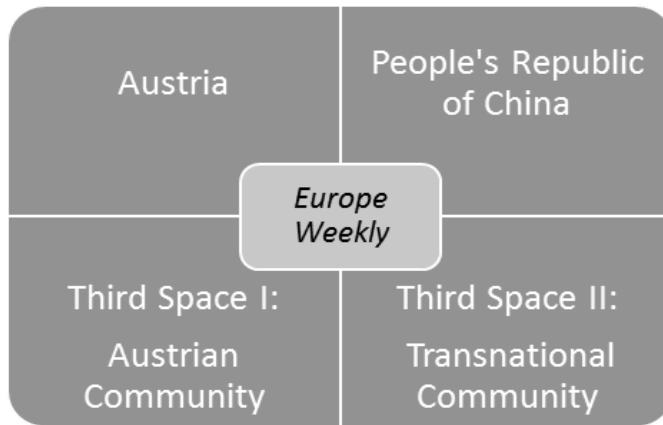 Austria
People's Republic
of China
Europe
Weekly
Third Space I:
Austrian
Community
Third Space II:
Transnational
Community